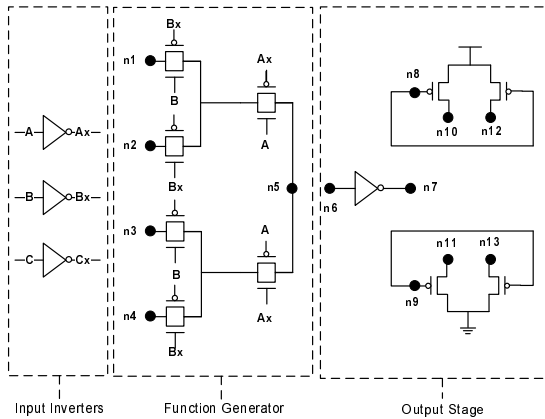 Bx
n1
Ax
n8
B
n10
n12
A
Ax
n2
A
Bx
n5
n7
B
Bx
n6
n3
A
n11
n13
C
Cx
B
n9
n4
Ax
Bx
Input Inverters
Function Generator
Output Stage